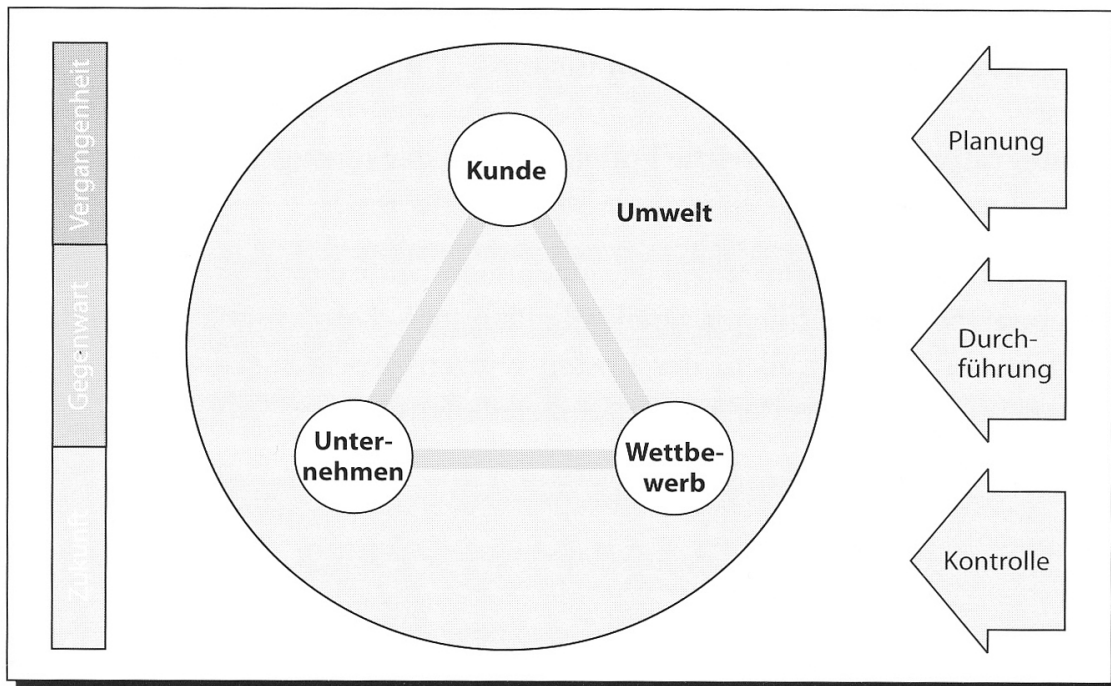 Vergangenheit
Gegenwart
Zukunft
Kunde
Umwelt
Unter-
nehmen
Wettbe-
werb
Planung
Durch-
führung
Kontrolle